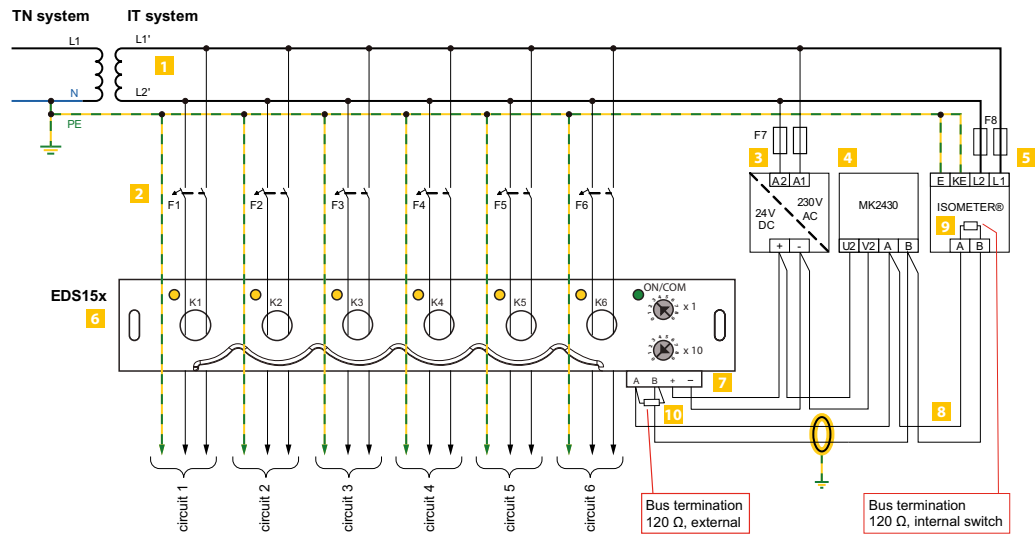 TN system
IT system
L1
L1'
1
N
L2'
PE
F7
F8
3
4
5
A2 A1
E KE L2 L1
2
F1
F2
F3
F4
F5
F6
24V
DC
230V
AC
MK2430
ISOMETER®
9
+ -
U2 V2 A B
A B
EDS15x
6
K1
K2
K3
K4
K5
K6
ON/COM
x 1
x 10
7
A B + −
10
8
circuit 1
circuit 2
circuit 3
circuit 4
circuit 5
circuit 6
Bus termination
120 Ω, external
Bus termination
120 Ω, internal switch